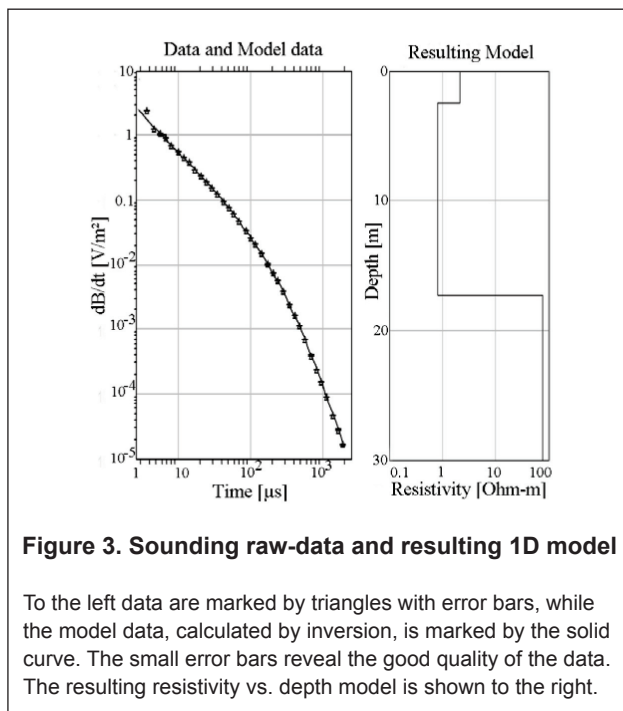 Data and Model data
10
1
0.1
10-2
10-3
10-4
10-5
dB/dt [V/m²]
1
10
10²
10³
Time [µs]
Resulting Model
0
10
20
30
Depth [m]
0.1
1
10
100
Resistivity [Ohm-m]
Figure 3. Sounding raw-data and resulting 1D model
To the left data are marked by triangles with error bars, while
the model data, calculated by inversion, is marked by the solid
curve. The small error bars reveal the good quality of the data.
The resulting resistivity vs. depth model is shown to the right.